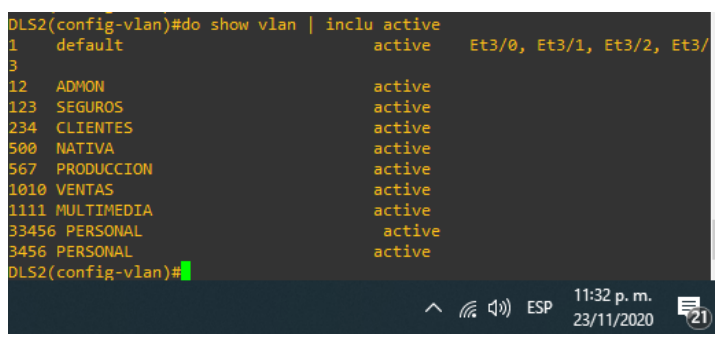 DLS2(config-vlan)#do show vlan | inclu active
1    default                          active    Et3/0, Et3/1, Et3/2, Et3/
3
12   ADMON                            active
123  SEGUROS                          active
234  CLIENTES                         active
500  NATIVA                           active
567  PRODUCCION                       active
1010 VENTAS                           active
1111 MULTIMEDIA                       active
33456 PERSONAL                         active
3456 PERSONAL                         active
DLS2(config-vlan)#
ESP
11:32 p. m.
23/11/2020
21